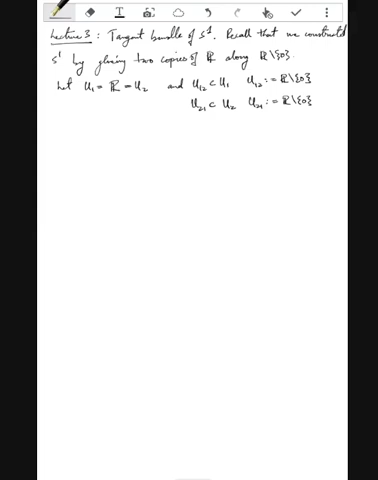 Lecture 3 : Tangent bundle of S¹. Recall that we constructed
S¹ by gluing two copies of ℝ along ℝ\{0}.
Let U₁ = ℝ = U₂ and U₁₂ ⊂ U₁ U₁₂ := ℝ\{0}
U₂₁ ⊂ U₂ U₂₁ := ℝ\{0}